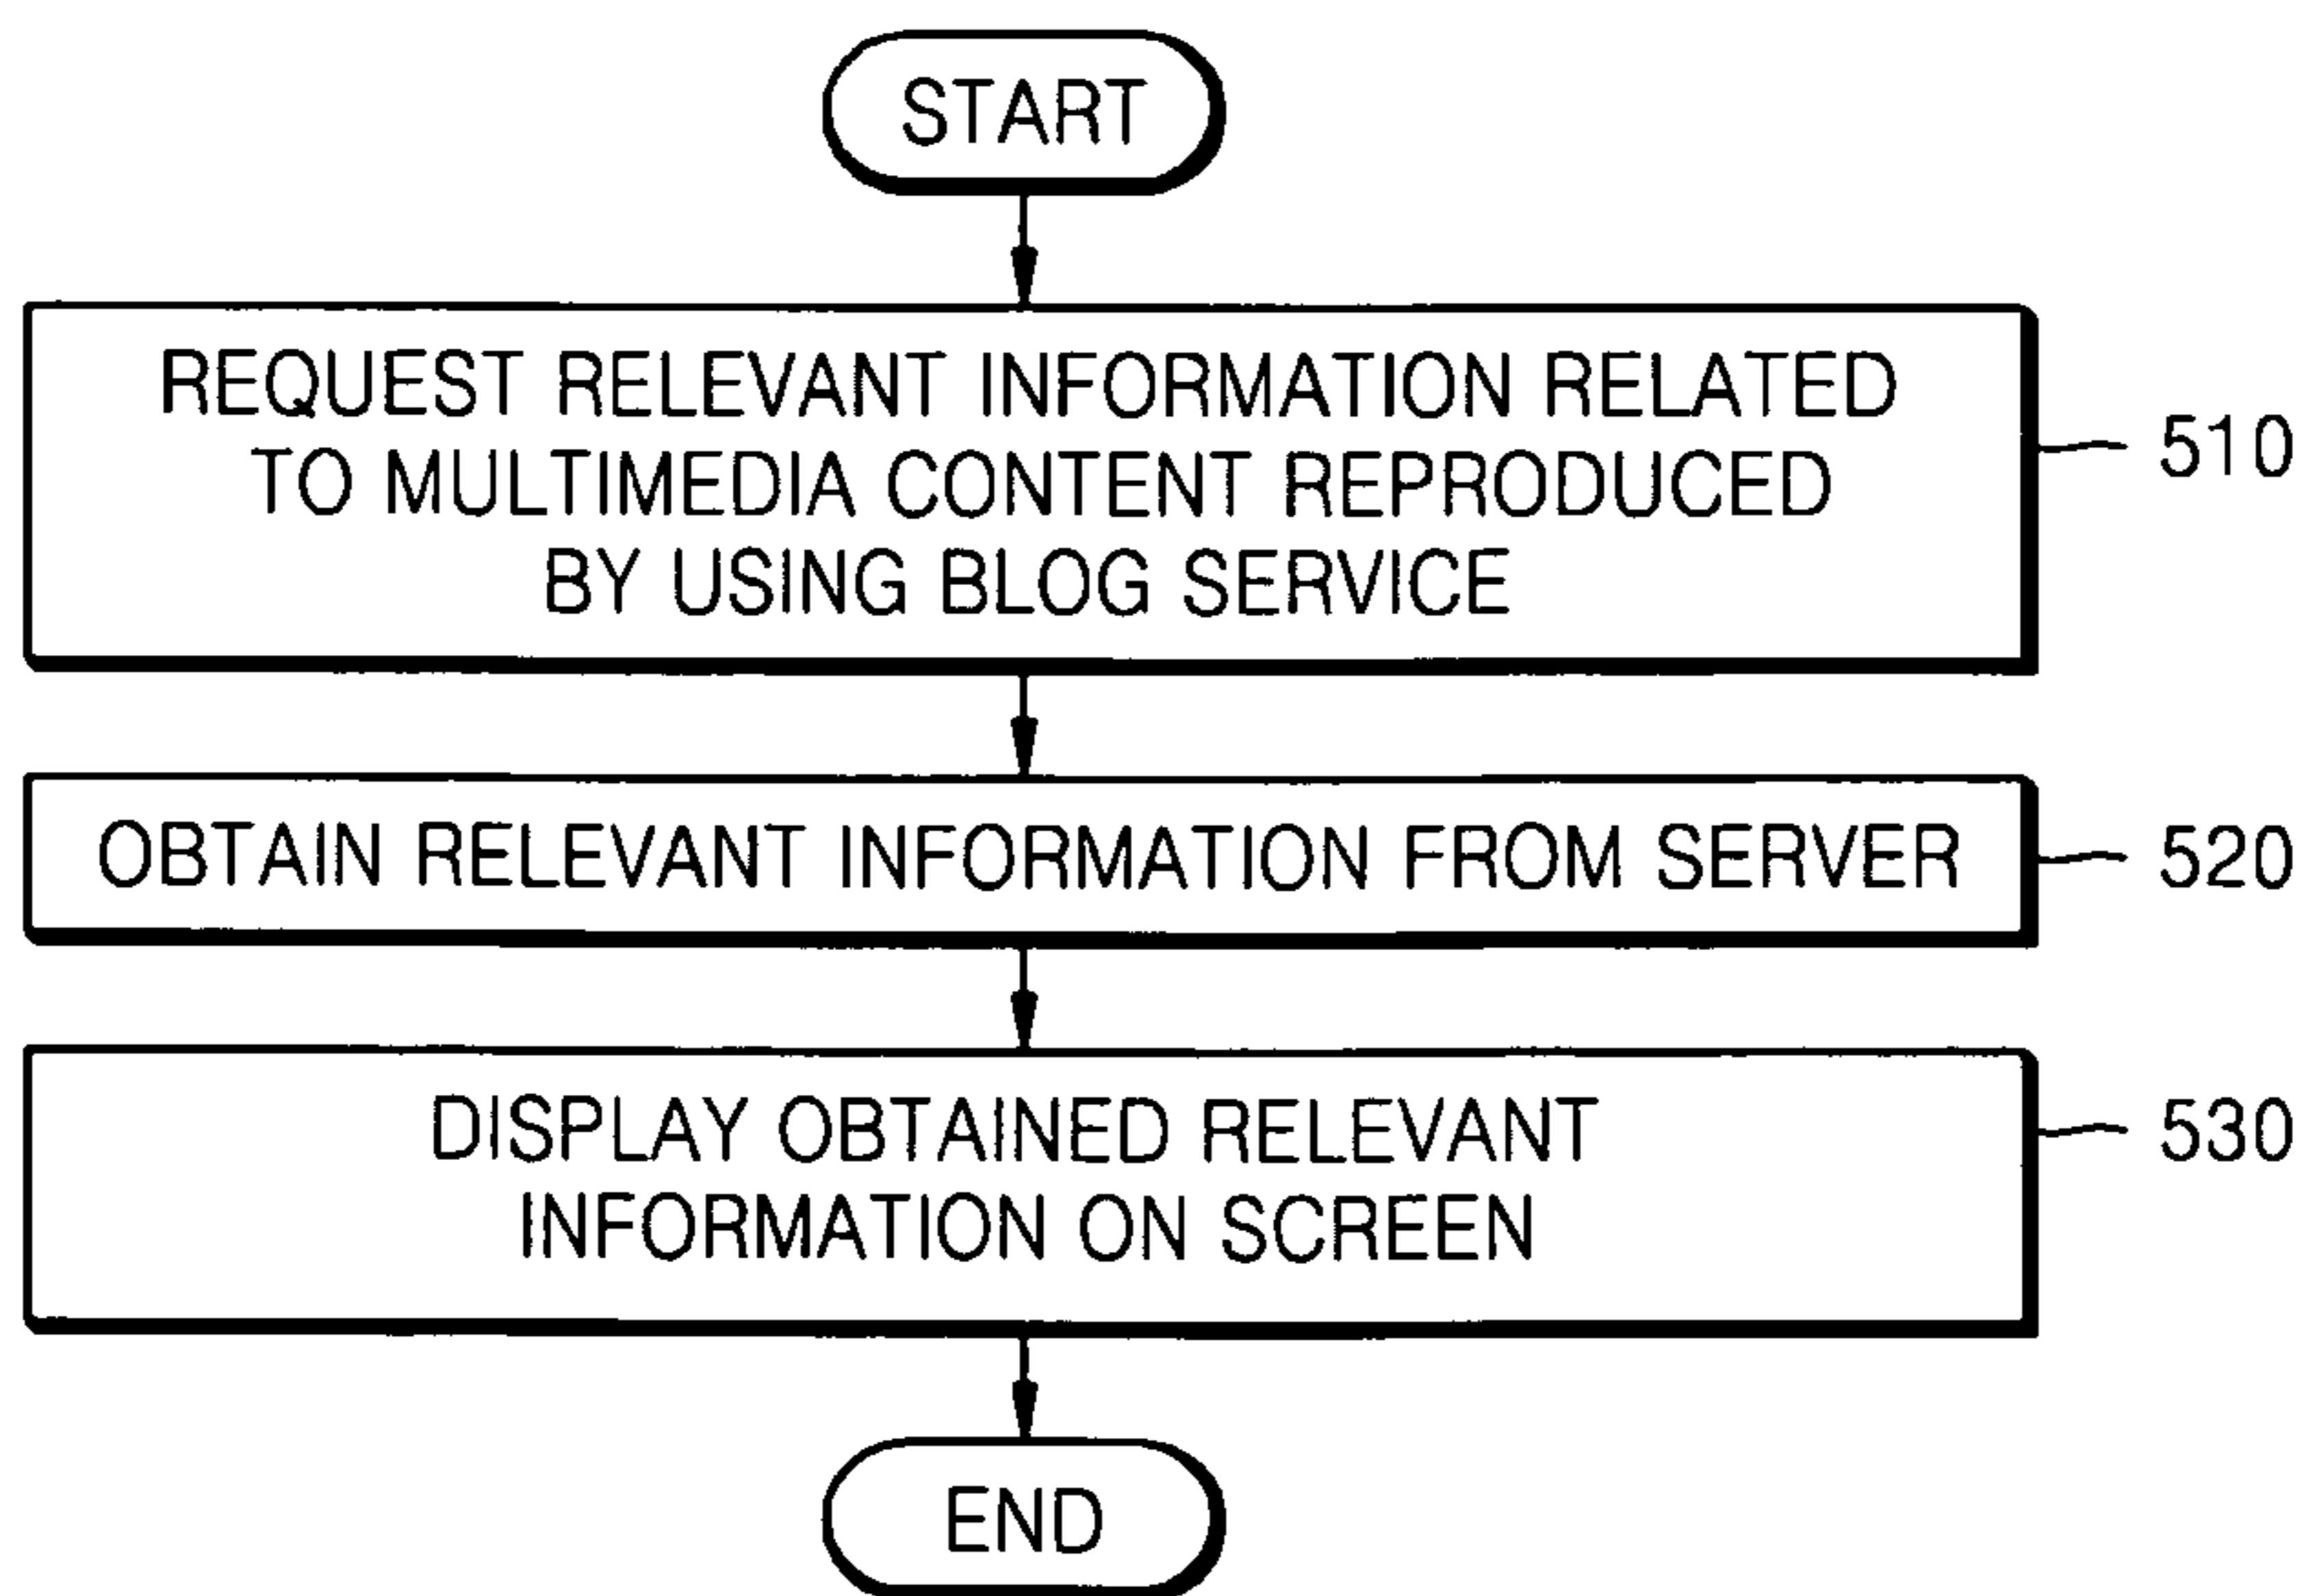 START
REQUEST RELEVANT INFORMATION RELATED
TO MULTIMEDIA CONTENT REPRODUCED
BY USING BLOG SERVICE
510
OBTAIN RELEVANT INFORMATION FROM SERVER
520
DISPLAY OBTAINED RELEVANT
INFORMATION ON SCREEN
530
END